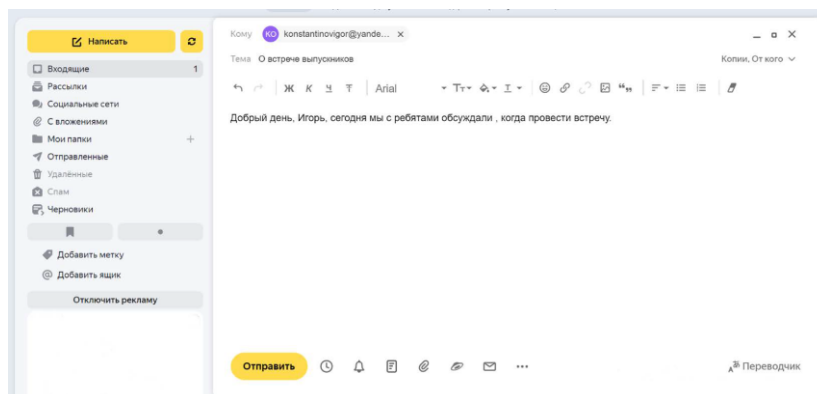 Написать
Входящие 1
Рассылки
Социальные сети
С вложениями
Мои папки
Отправленные
Удалённые
Спам
Черновики
Добавить метку
Добавить ящик
Отключить рекламу
Кому КО konstantinovigor@yande...
Тема О встрече выпускников Копии, От кого
Ж К Ч Т Arial
Добрый день, Игорь, сегодня мы с ребятами обсуждали , когда провести встречу.
Отправить
Переводчик